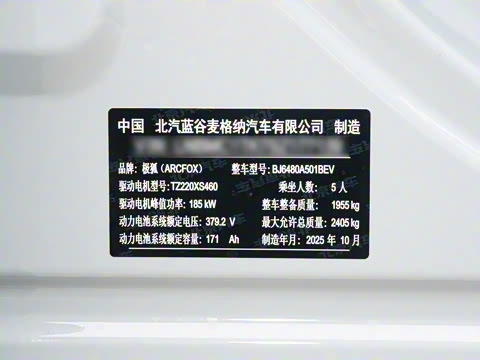 中国 北汽蓝谷麦格纳汽车有限公司 制造
品牌：极狐（ARCFOX） 整车型号：BJ6480A501BEV
驱动电机型号：TZ220XS460 乘坐人数：5人
驱动电机峰值功率：185 kW 整车整备质量：1955 kg
动力电池系统额定电压：379.2 V 最大允许总质量：2405 kg
动力电池系统额定容量：171 Ah 制造年月：2025 年 10 月